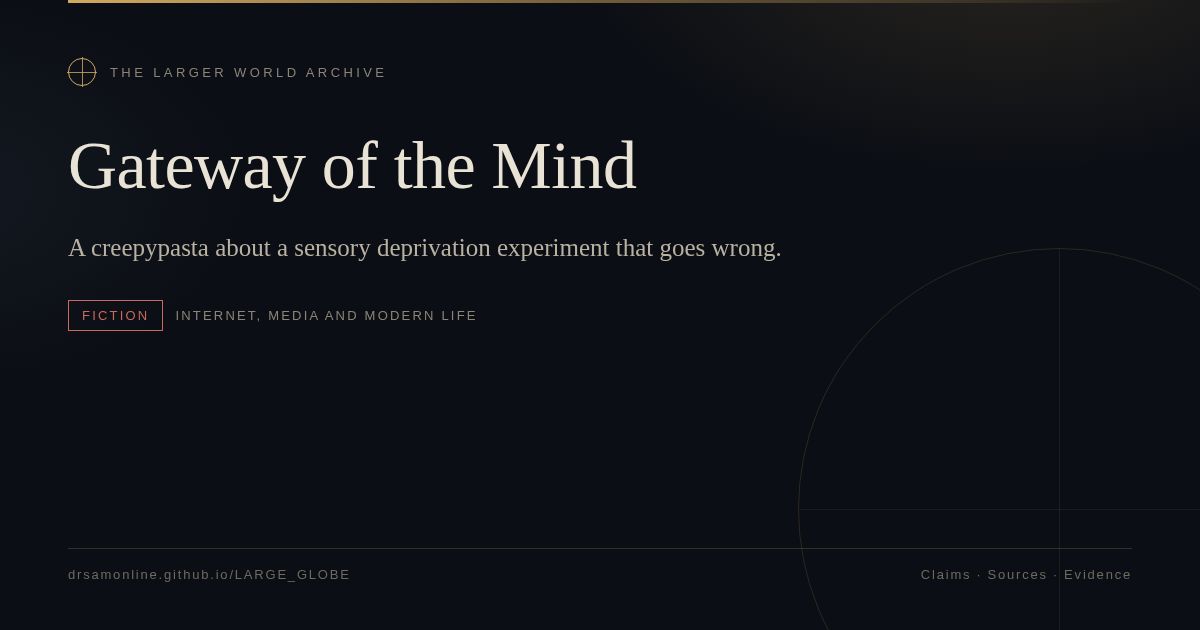 THE LARGER WORLD ARCHIVE
Gateway of the Mind
A creepypasta about a sensory deprivation experiment that goes wrong.
FICTION INTERNET, MEDIA AND MODERN LIFE
drsamonline.github.io/LARGE_GLOBE
Claims · Sources · Evidence